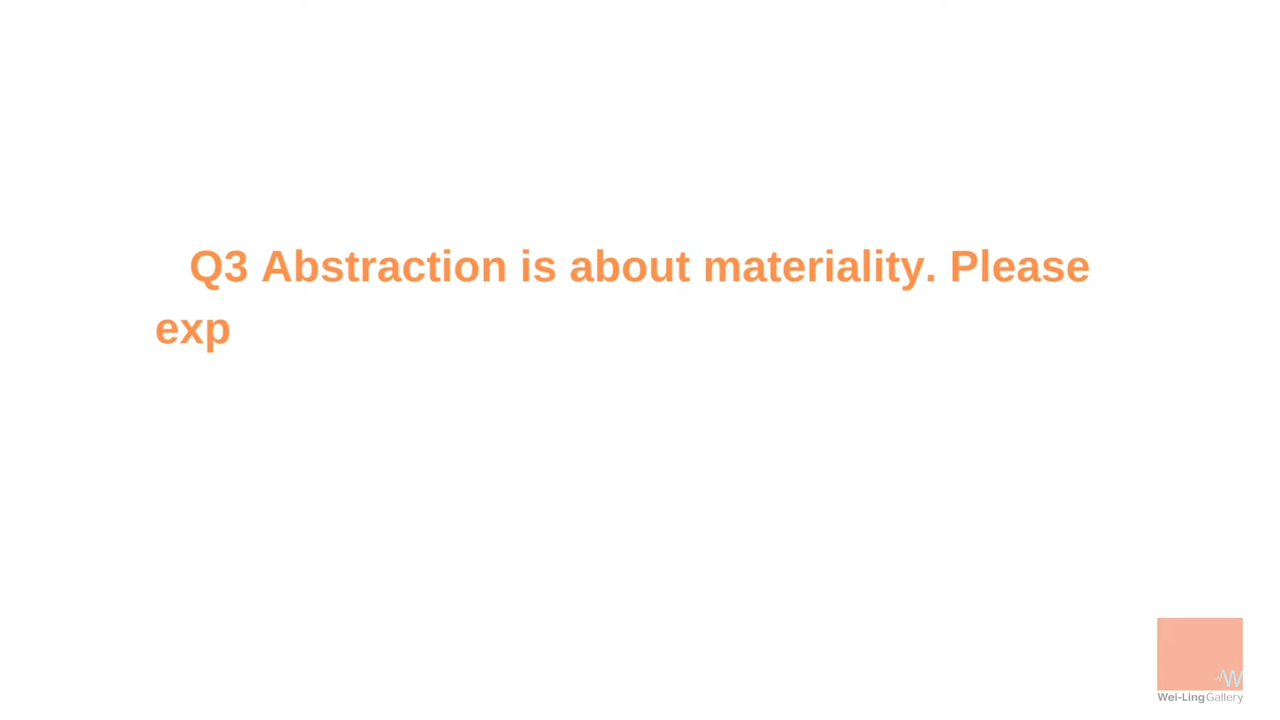 Q3 Abstraction is about materiality. Please
exp
W
Wei-Ling Gallery